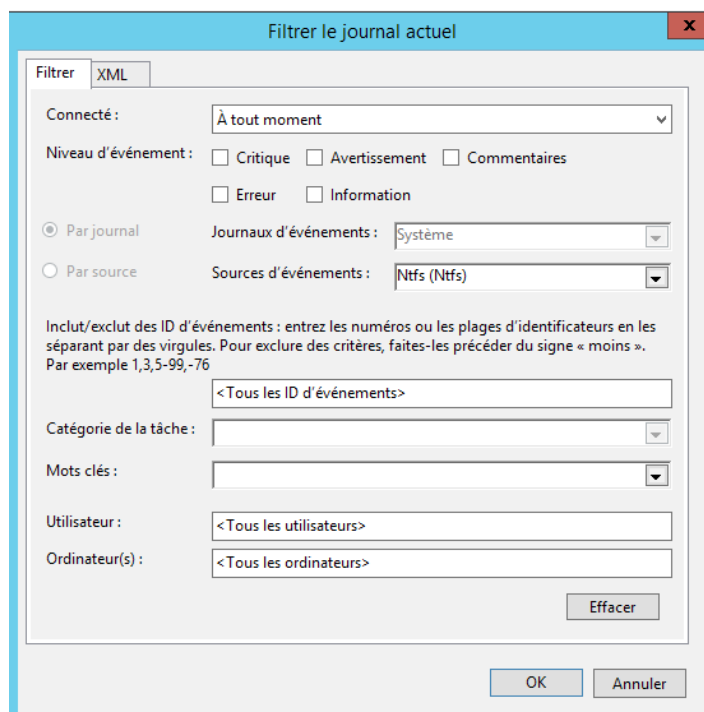 Filtrer le journal actuel
x
Filtrer
XML
Connecté :
À tout moment
Niveau d'événement :
Critique
Avertissement
Commentaires
Erreur
Information
Par journal
Journaux d'événements :
Système
Par source
Sources d'événements :
Ntfs (Ntfs)
Inclut/exclut des ID d'événements : entrez les numéros ou les plages d'identificateurs en les
séparant par des virgules. Pour exclure des critères, faites-les précéder du signe « moins ».
Par exemple 1,3,5-99,-76
<Tous les ID d'événements>
Catégorie de la tâche :
Mots clés :
Utilisateur :
<Tous les utilisateurs>
Ordinateur(s) :
<Tous les ordinateurs>
Effacer
OK
Annuler